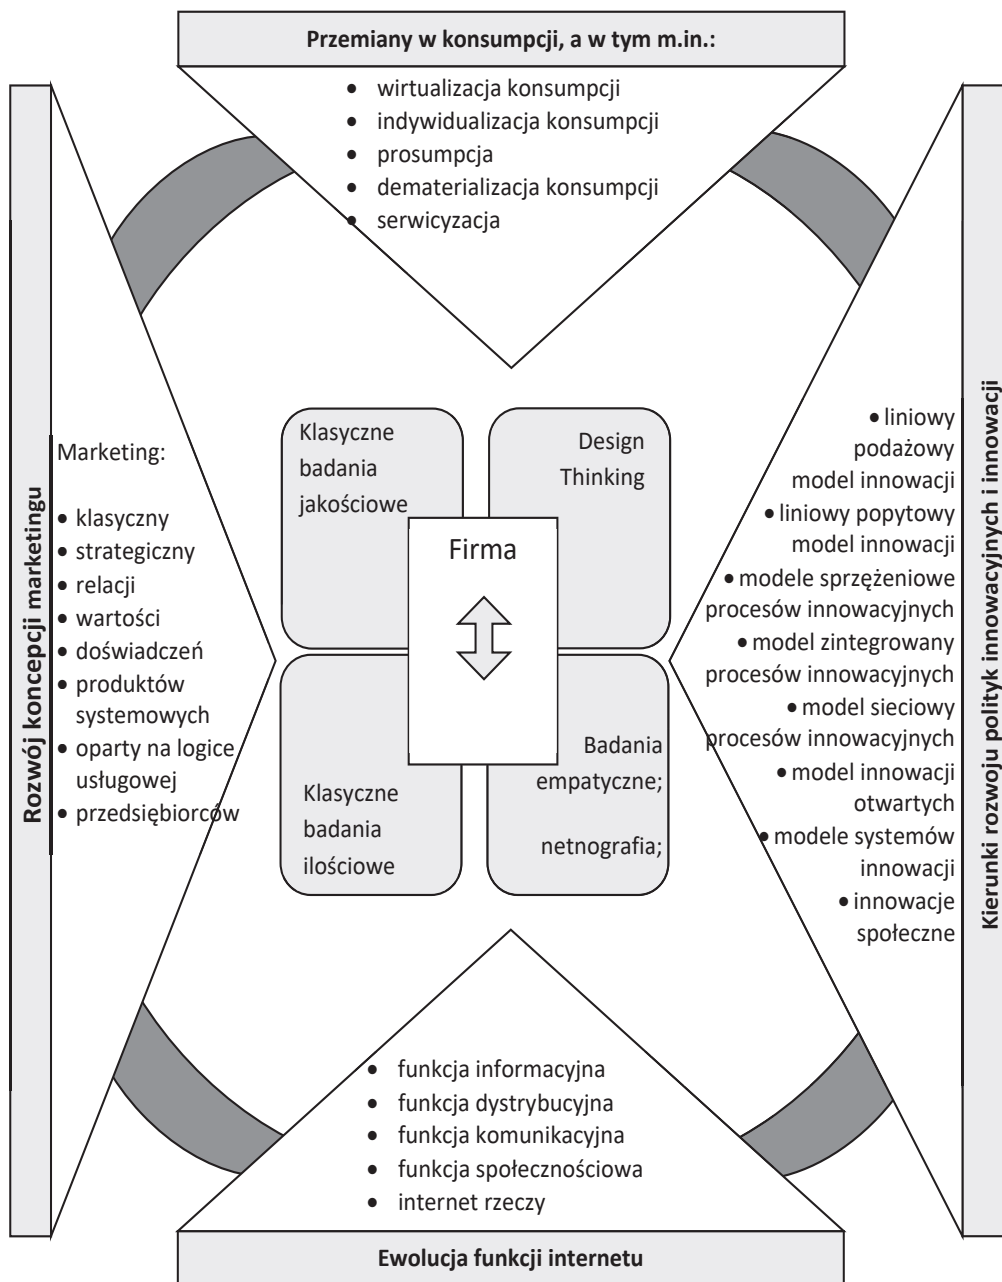 Przemiany w konsumpcji, a w tym m.in.:
• wirtualizacja konsumpcji
• indywidualizacja konsumpcji
• prosumpcja
• dematerializacja konsumpcji
• serwicyzacja
Rozwój koncepcji marketingu
Marketing:
• klasyczny
• strategiczny
• relacji
• wartości
• doświadczeń
• produktów
systemowych
• oparty na logice
usługowej
• przedsiębiorców
Klasyczne
badania
jakościowe
Design
Thinking
Firma
Klasyczne
badania
ilościowe
Badania
empatyczne;
netnografia;
• liniowy
podażowy
model innowacji
• liniowy popytowy
model innowacji
• modele sprzężeniowe
procesów innowacyjnych
• model zintegrowany
procesów innowacyjnych
• model sieciowy
procesów innowacyjnych
• model innowacji
otwartych
• modele systemów
innowacji
• innowacje
społeczne
Kierunki rozwoju polityk innowacyjnych i innowacji
• funkcja informacyjna
• funkcja dystrybucyjna
• funkcja komunikacyjna
• funkcja społecznościowa
• internet rzeczy
Ewolucja funkcji internetu